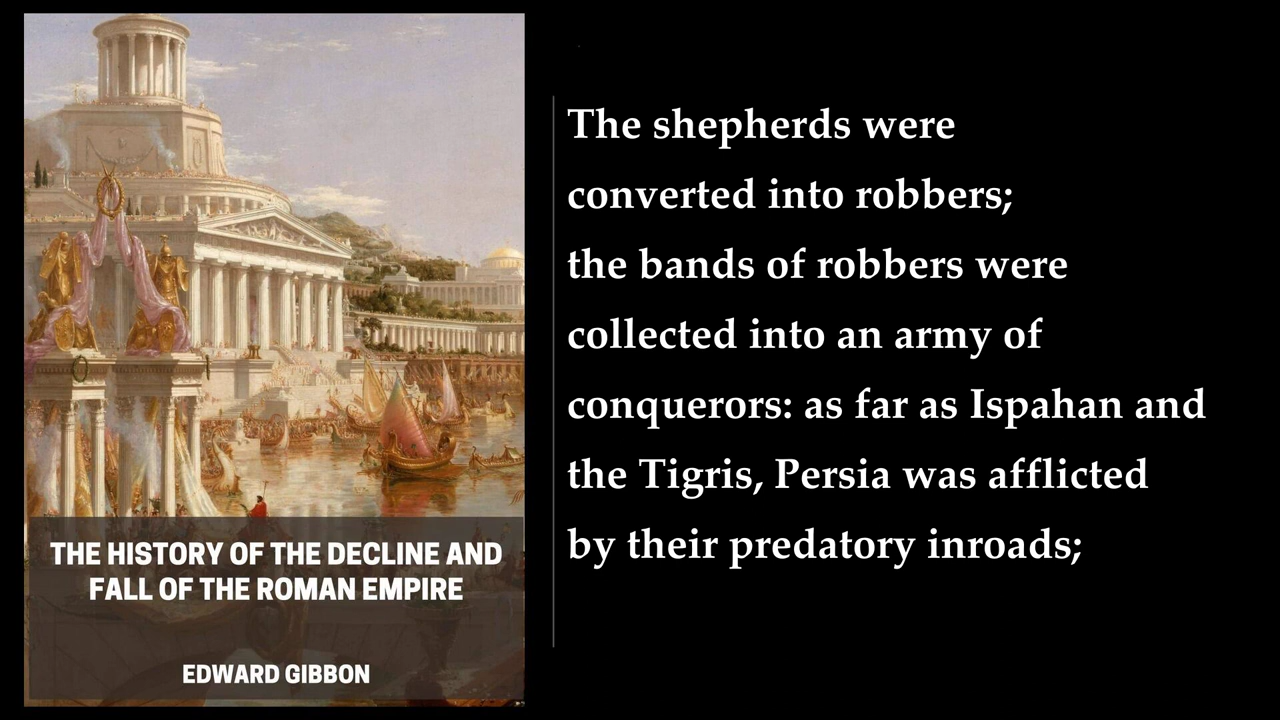 The shepherds were
converted into robbers;
the bands of robbers were
collected into an army of
conquerors: as far as Ispahan and
the Tigris, Persia was afflicted
by their predatory inroads;
THE HISTORY OF THE DECLINE AND
FALL OF THE ROMAN EMPIRE
EDWARD GIBBON